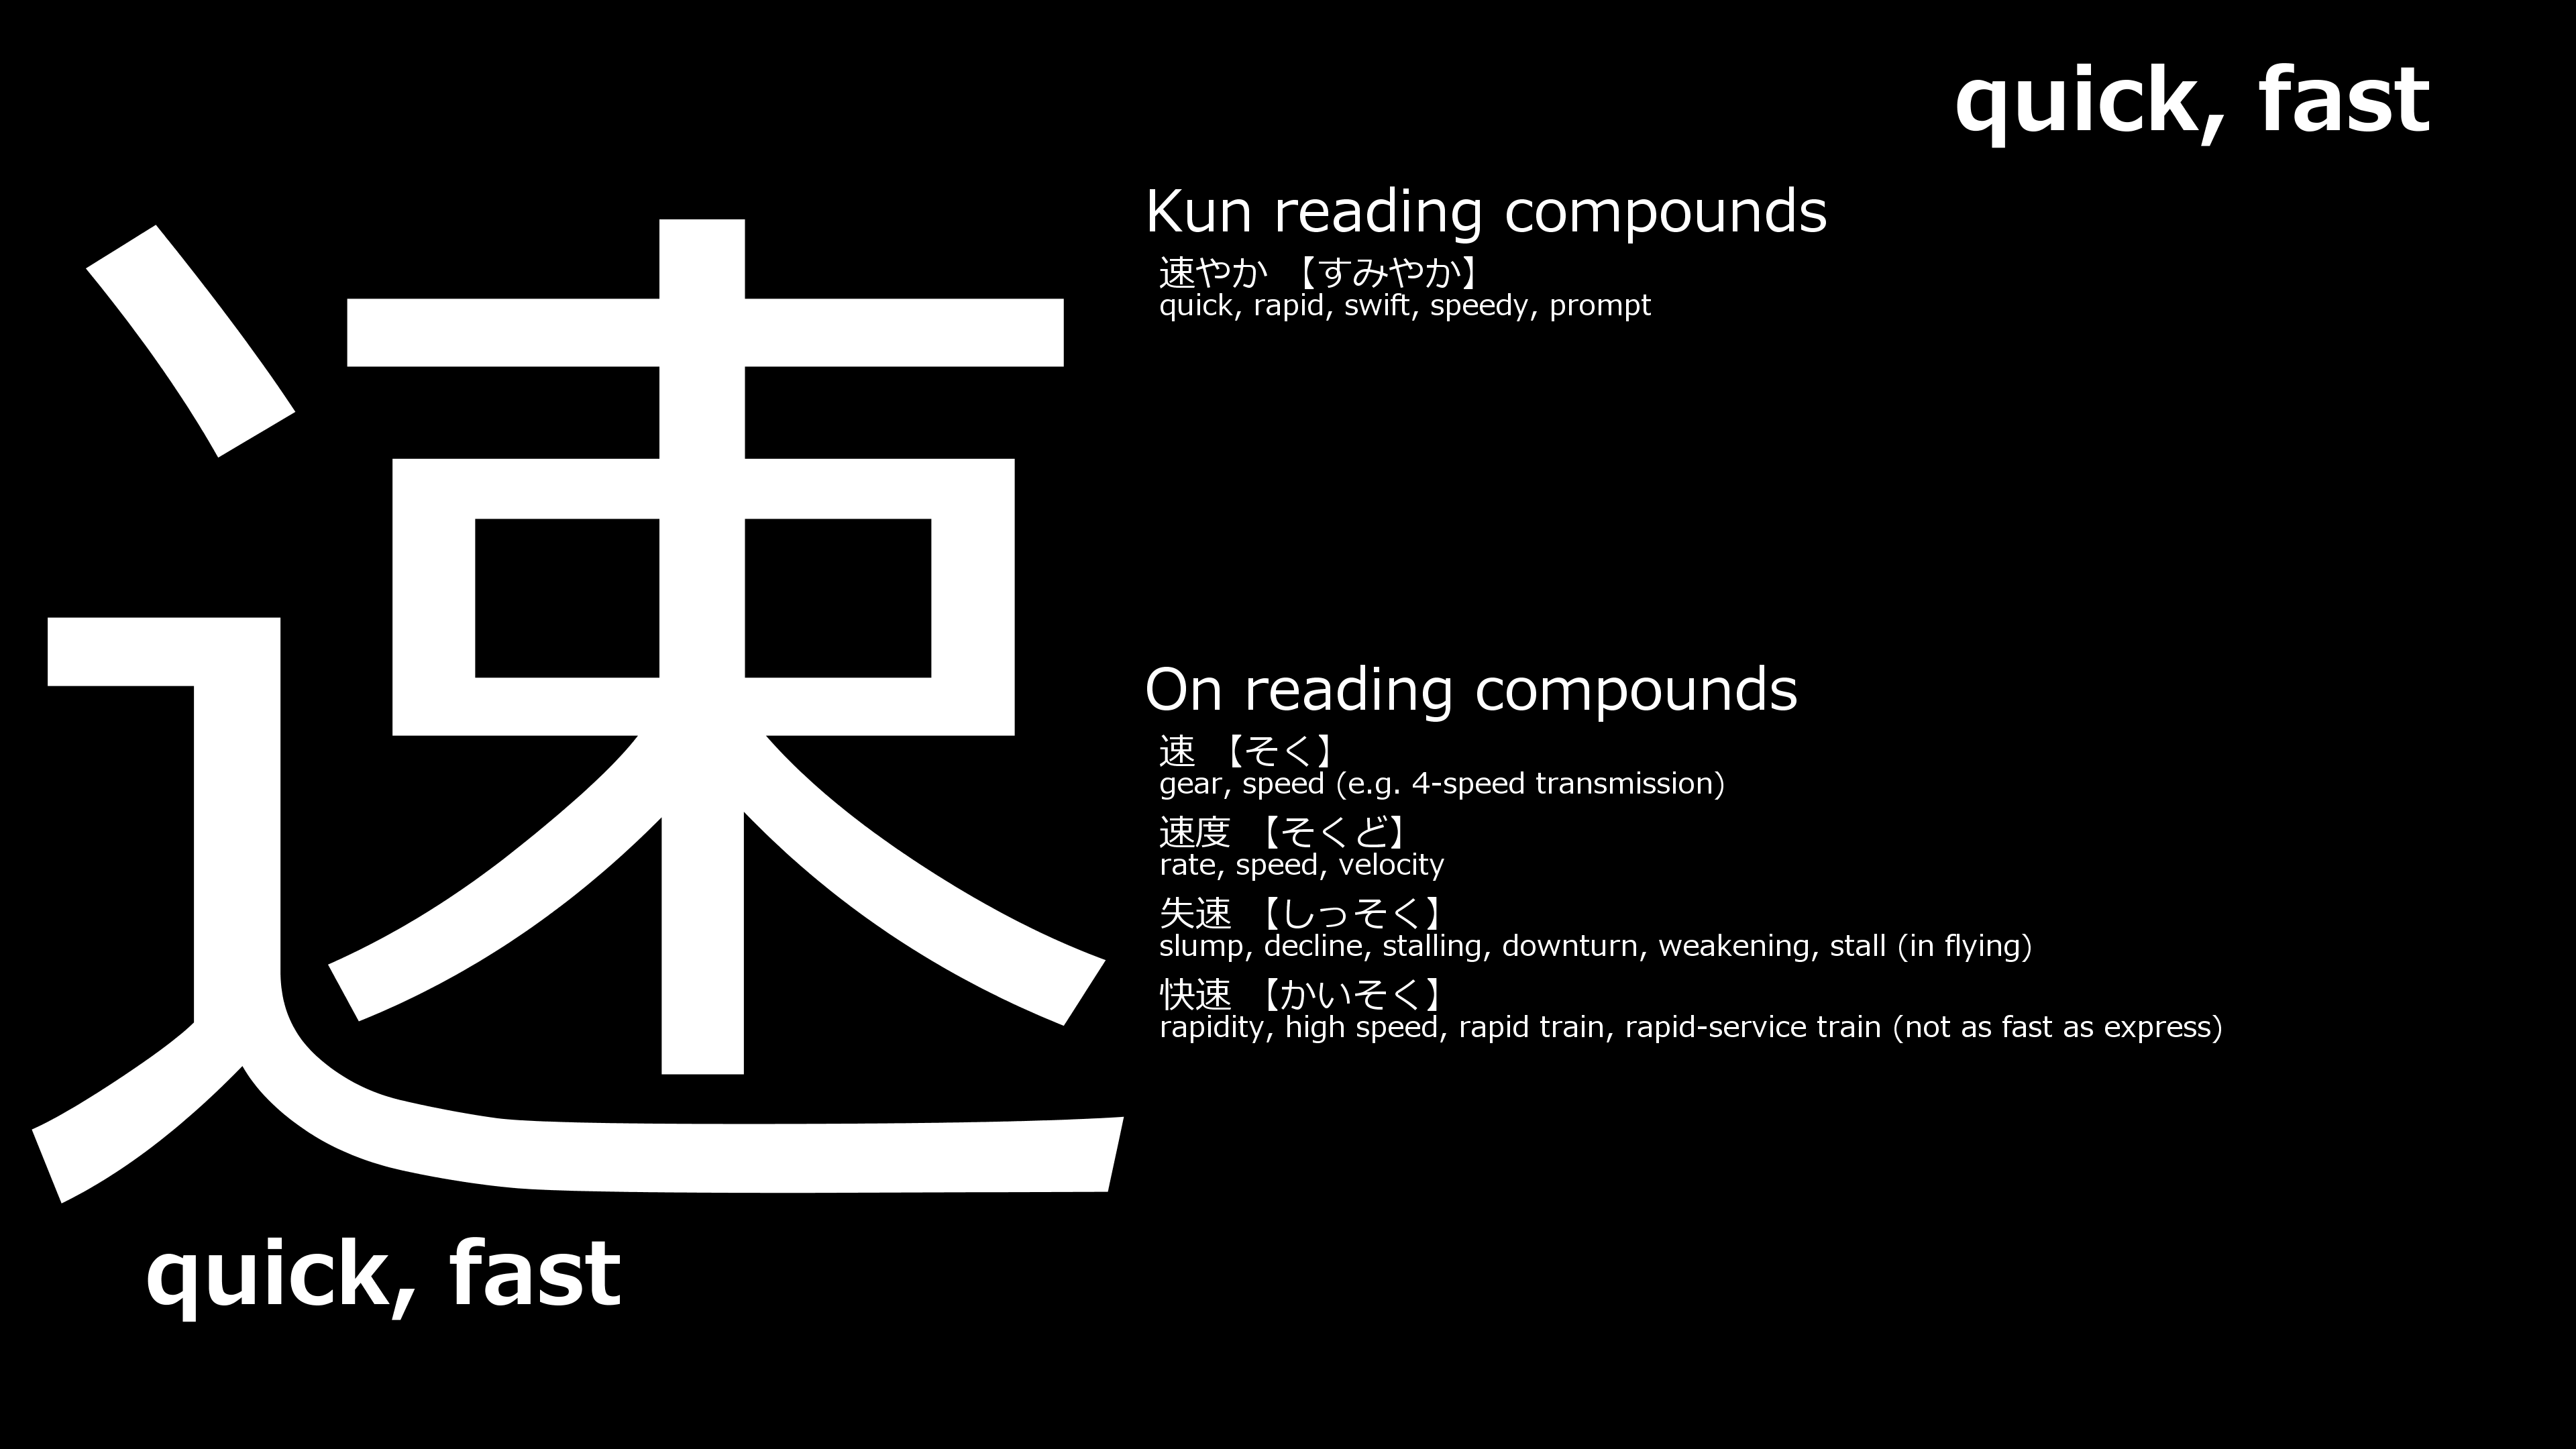 quick, fast
速
Kun reading compounds
速やか 【すみやか】
quick, rapid, swift, speedy, prompt
On reading compounds
速 【そく】
gear, speed (e.g. 4-speed transmission)
速度 【そくど】
rate, speed, velocity
失速 【しっそく】
slump, decline, stalling, downturn, weakening, stall (in flying)
快速 【かいそく】
rapidity, high speed, rapid train, rapid-service train (not as fast as express)
quick, fast